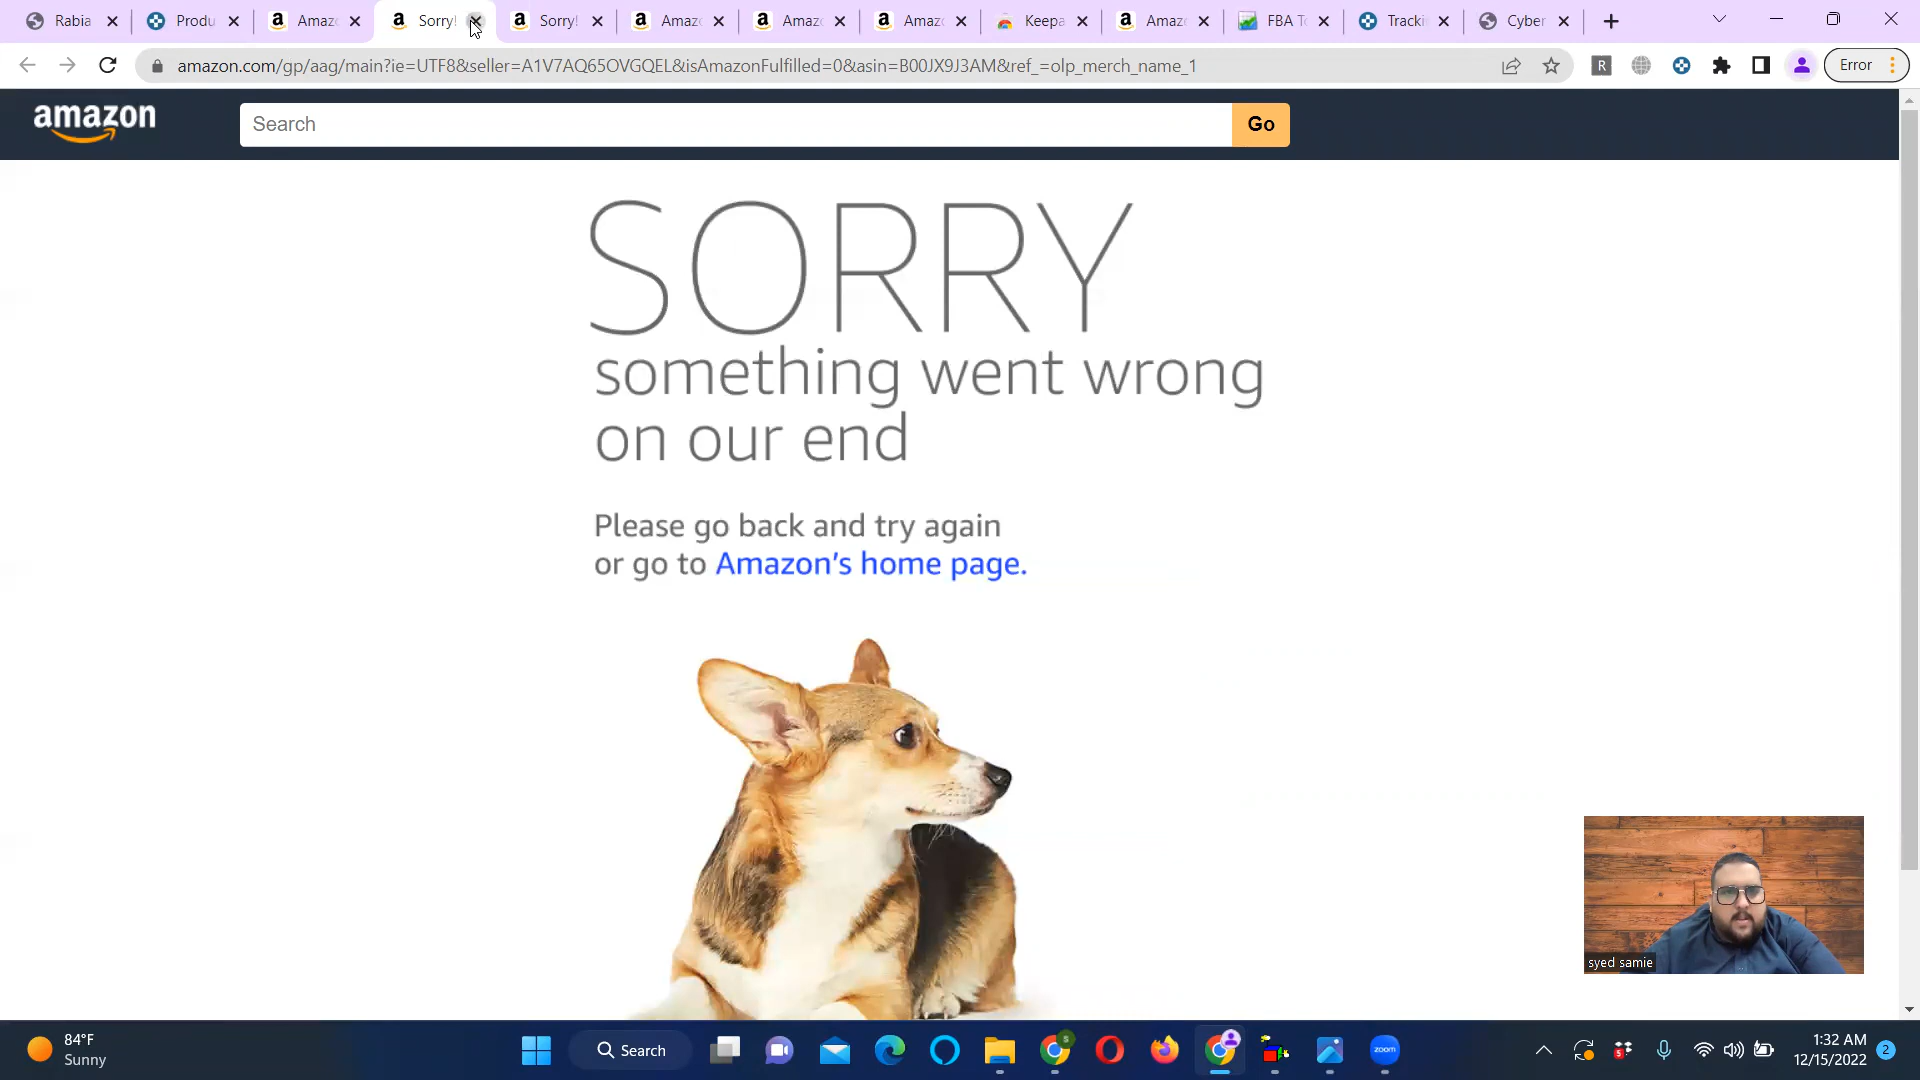 Rabia
Produ
Amaz
Sorry!
Sorry!
Amaz
Amaz
Amaz
Keepa
Amaz
FBA T
Tracki
Cyber
amazon.com/gp/aag/main?ie=UTF8&seller=A1V7AQ65OVGQEL&isAmazonFulfilled=0&asin=B00JX9J3AM&ref_=olp_merch_name_1
R
Error
amazon
Search
Go
SORRY
something went wrong
on our end
Please go back and try again
or go to Amazon's home page.
syed samie
84°F
Sunny
Search
zoom
1:32 AM
12/15/2022
2